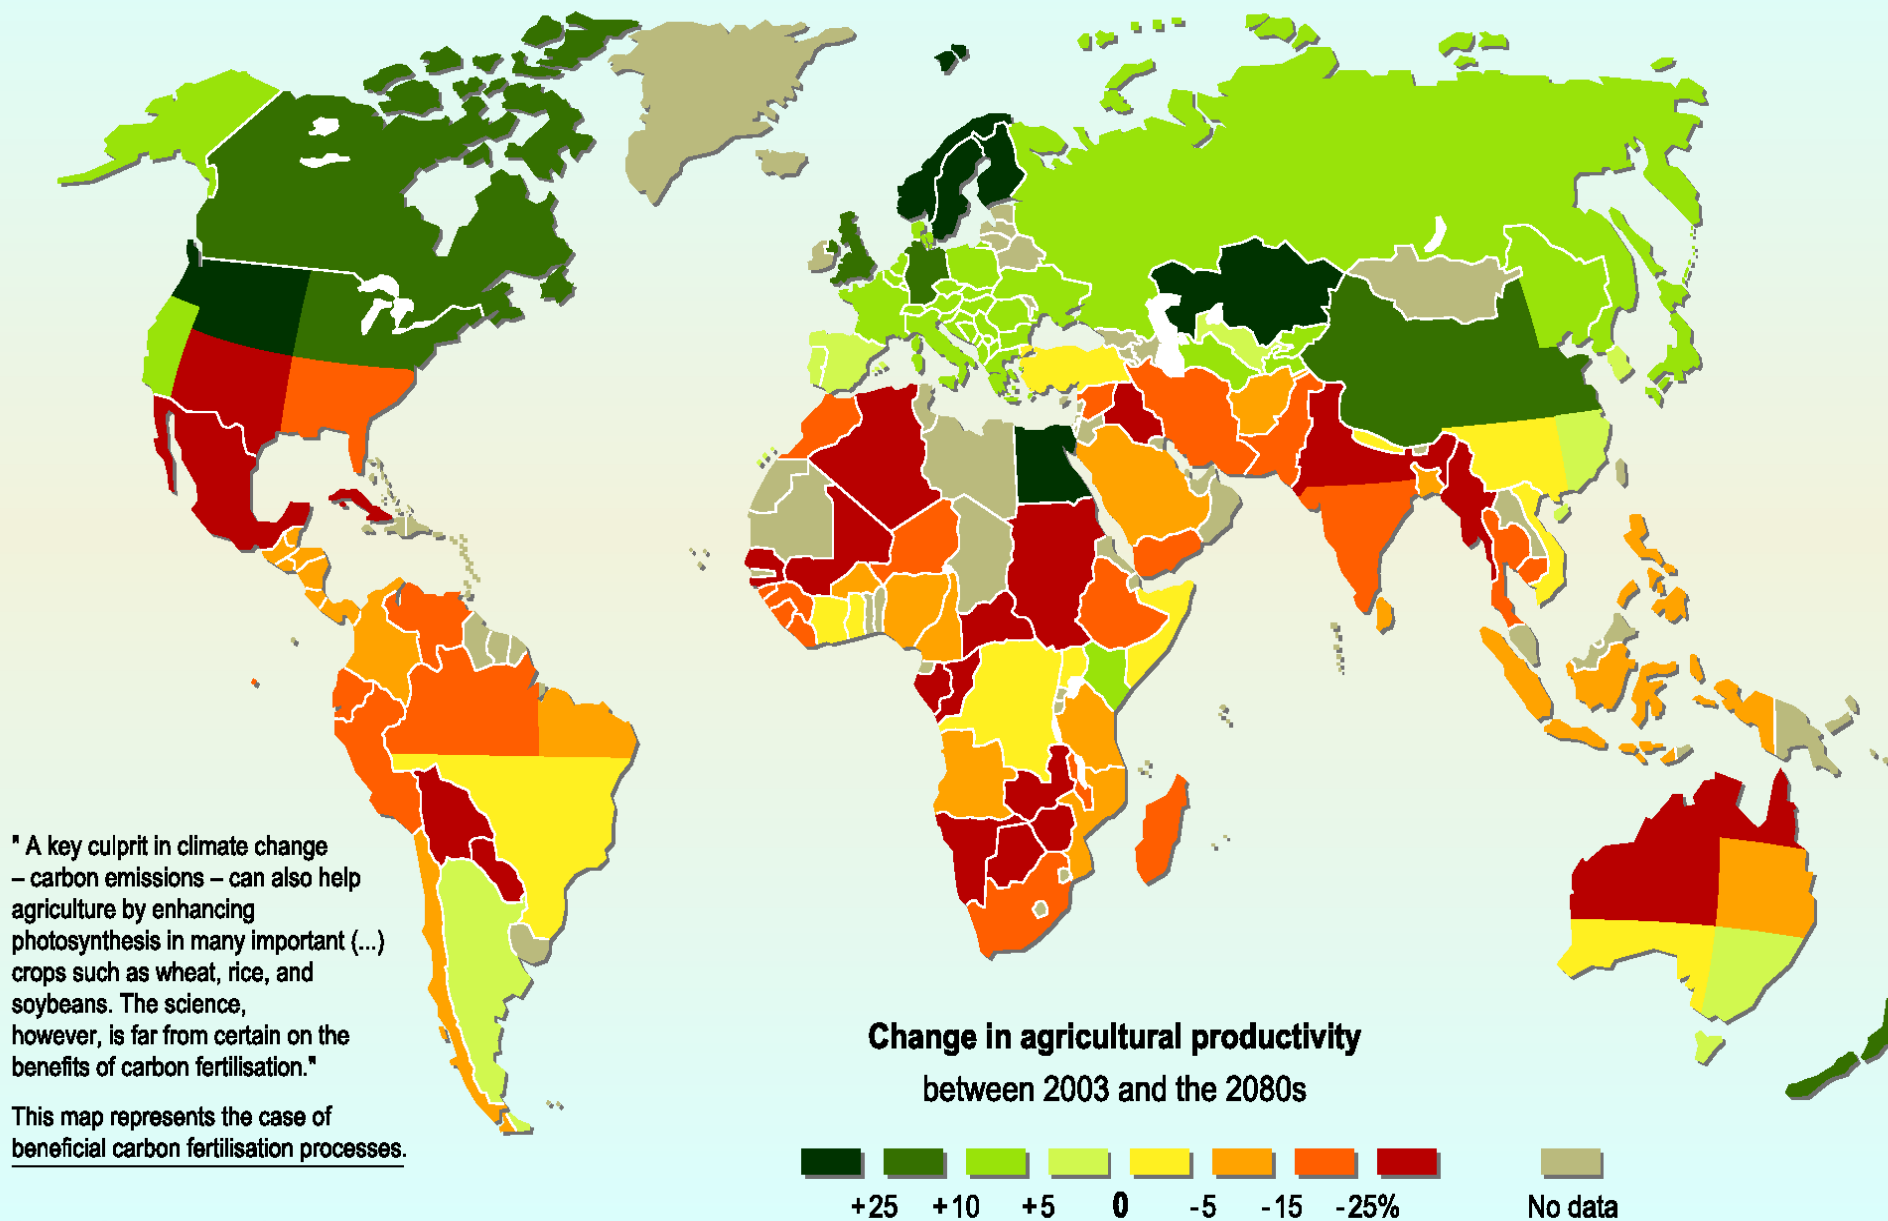 " A key culprit in climate change
– carbon emissions – can also help
agriculture by enhancing
photosynthesis in many important (...)
crops such as wheat, rice, and
soybeans. The science,
however, is far from certain on the
benefits of carbon fertilisation."
This map represents the case of
beneficial carbon fertilisation processes.
Change in agricultural productivity
between 2003 and the 2080s
+25 +10 +5 0 -5 -15 -25% No data